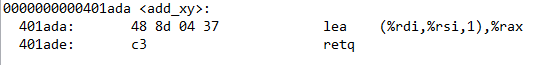 0000000000401ada <add_xy>:
401ada: 48 8d 04 37 lea (%rdi,%rsi,1),%rax
401ade: c3 retq